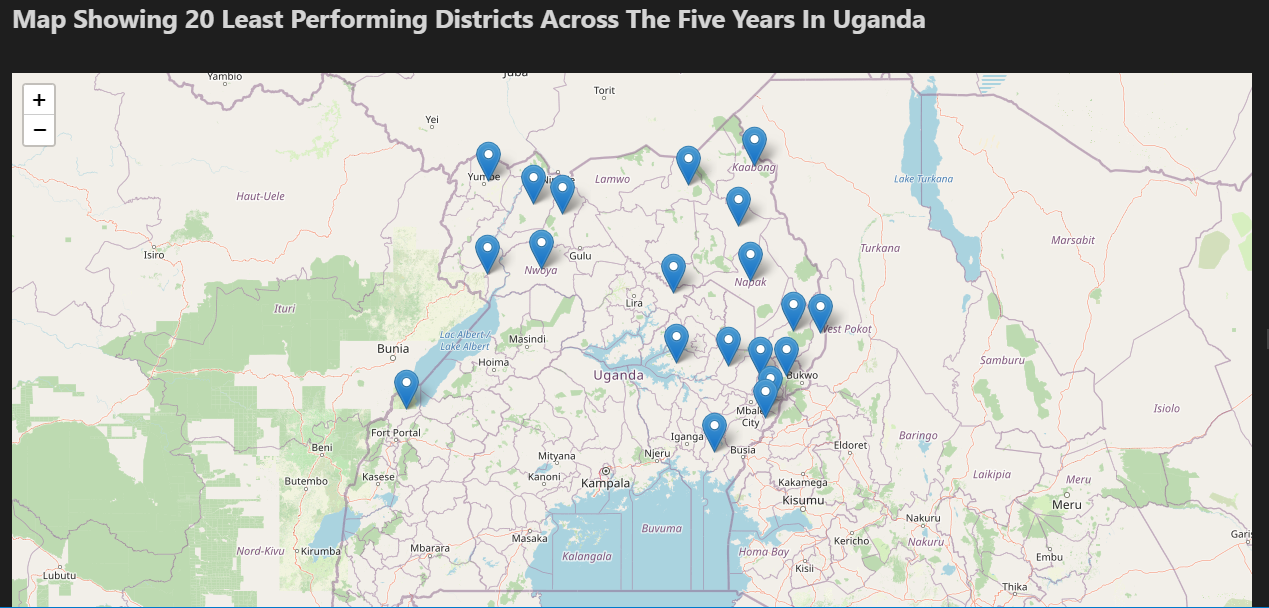 Map Showing 20 Least Performing Districts Across The Five Years In Uganda
Yambio
Juba
+
Torit
−
Yei
Kaabong
Yumbe
Lamwo
Lake Turkana
Haut-Uele
Marsabit
Turkana
Isiro
Gulu
Nwoya
Napak
Lira
Ituri
West Pokot
Lac Albert /
Lake Albert
Masindi
Bunia
Samburu
Hoima
Uganda
Bukwo
Isiolo
Mbale
City
Fort Portal
Iganga
Baringo
Eldoret
Beni
Busia
Njeru
Mityana
Kasese
Kanoni
Laikipia
Meru
Butembo
Kampala
Kakamega
Kisumu
Meru
Nakuru
Buvuma
Garis
Masaka
Kericho
Nakuru
Mbarara
Nord-Kivu
Kirumba
Kalangala
Homa Bay
Embu
Kisii
Lubutu
Thika